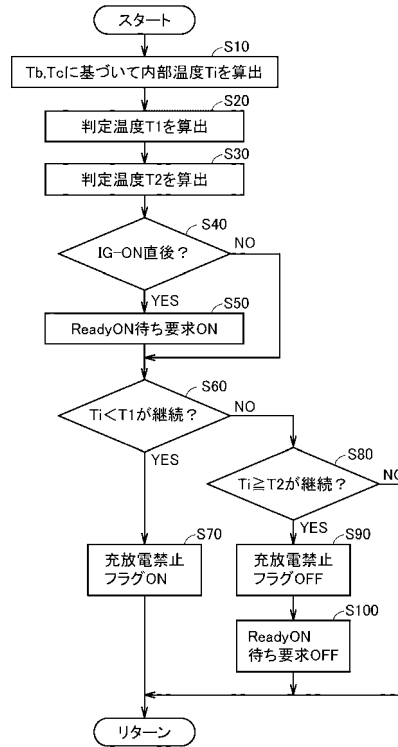 スタート
S10
Tb,Tcに基づいて内部温度Tiを算出
S20
判定温度T1を算出
S30
判定温度T2を算出
S40
IG-ON直後？
NO
YES
S50
ReadyON待ち要求ON
S60
Ti＜T1が継続？
NO
YES
S80
Ti≧T2が継続？
NO
YES
S70
充放電禁止
フラグON
S90
充放電禁止
フラグOFF
S100
ReadyON
待ち要求OFF
リターン